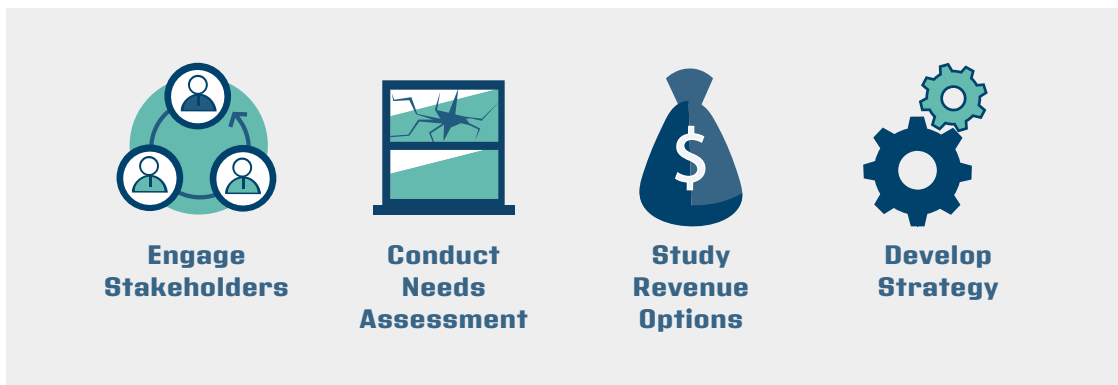 $
Engage
Stakeholders
Conduct
Needs
Assessment
Study
Revenue
Options
Develop
Strategy